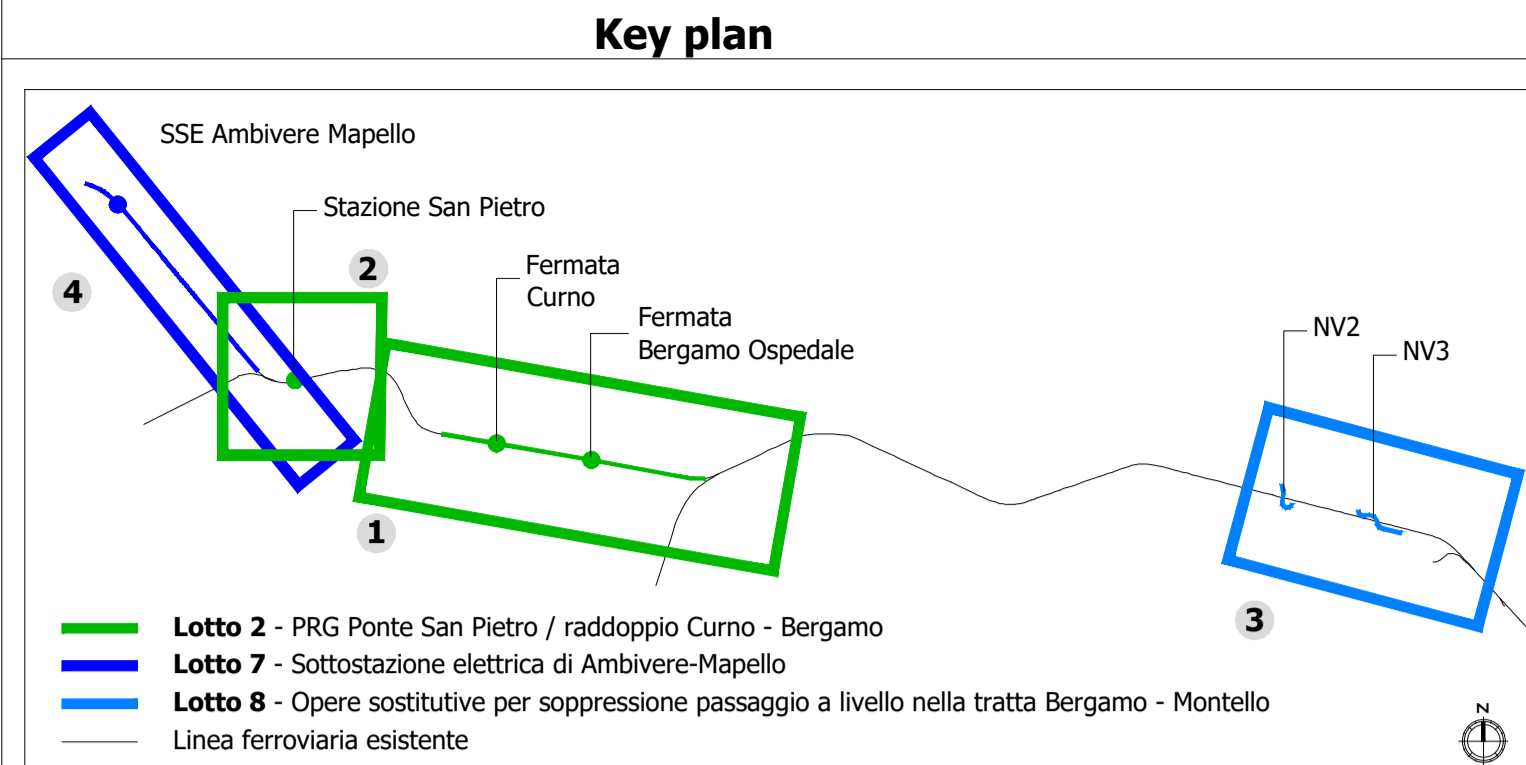 Key plan
SSE Ambivere Mapello
Stazione San Pietro
2
Fermata
Curno
4
Fermata
Bergamo Ospedale
NV2
NV3
1
3
Lotto 2 - PRG Ponte San Pietro / raddoppio Curno - Bergamo
Lotto 7 - Sottostazione elettrica di Ambivere-Mapello
Lotto 8 - Opere sostitutive per soppressione passaggio a livello nella tratta Bergamo - Montello
Linea ferroviaria esistente
N